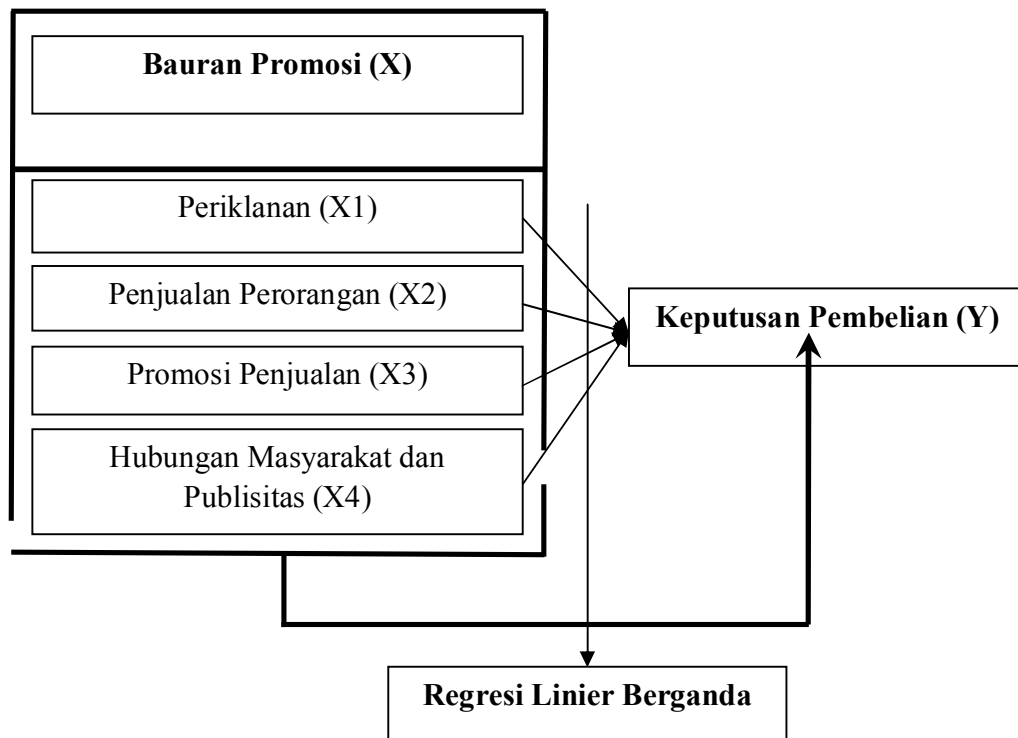 Bauran Promosi (X)
Periklanan (X1)
Penjualan Perorangan (X2)
Keputusan Pembelian (Y)
Promosi Penjualan (X3)
Hubungan Masyarakat dan
Publisitas (X4)
Regresi Linier Berganda